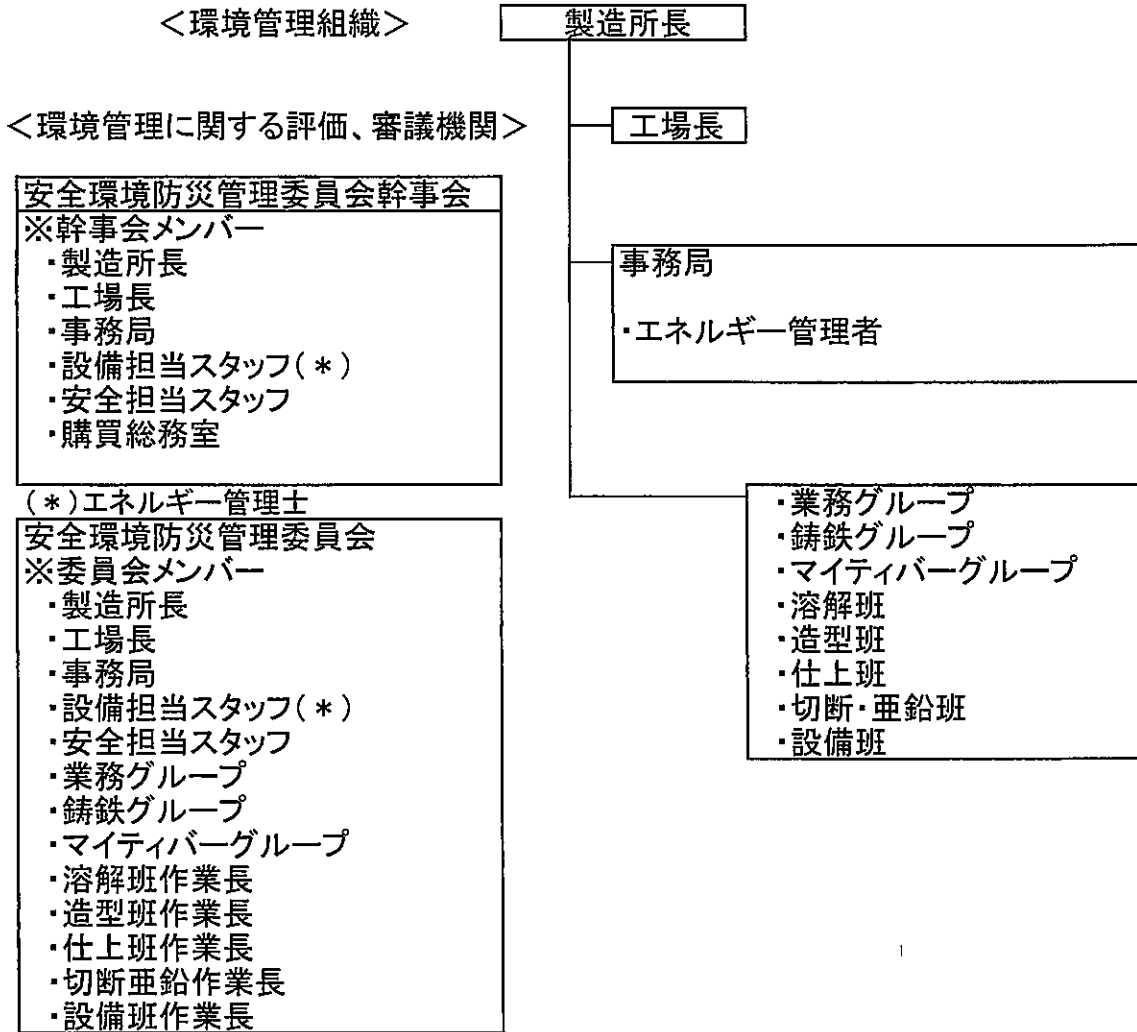 ＜環境管理組織＞
製造所長
＜環境管理に関する評価、審議機関＞
工場長
安全環境防災管理委員会幹事会
※幹事会メンバー
・製造所長
・工場長
・事務局
・設備担当スタッフ(＊)
・安全担当スタッフ
・購買総務室
(＊)エネルギー管理士
事務局
・エネルギー管理者
安全環境防災管理委員会
※委員会メンバー
・製造所長
・工場長
・事務局
・設備担当スタッフ(＊)
・安全担当スタッフ
・業務グループ
・鋳鉄グループ
・マイティバーグループ
・溶解班作業長
・造型班作業長
・仕上班作業長
・切断亜鉛作業長
・設備班作業長
・業務グループ
・鋳鉄グループ
・マイティバーグループ
・溶解班
・造型班
・仕上班
・切断・亜鉛班
・設備班